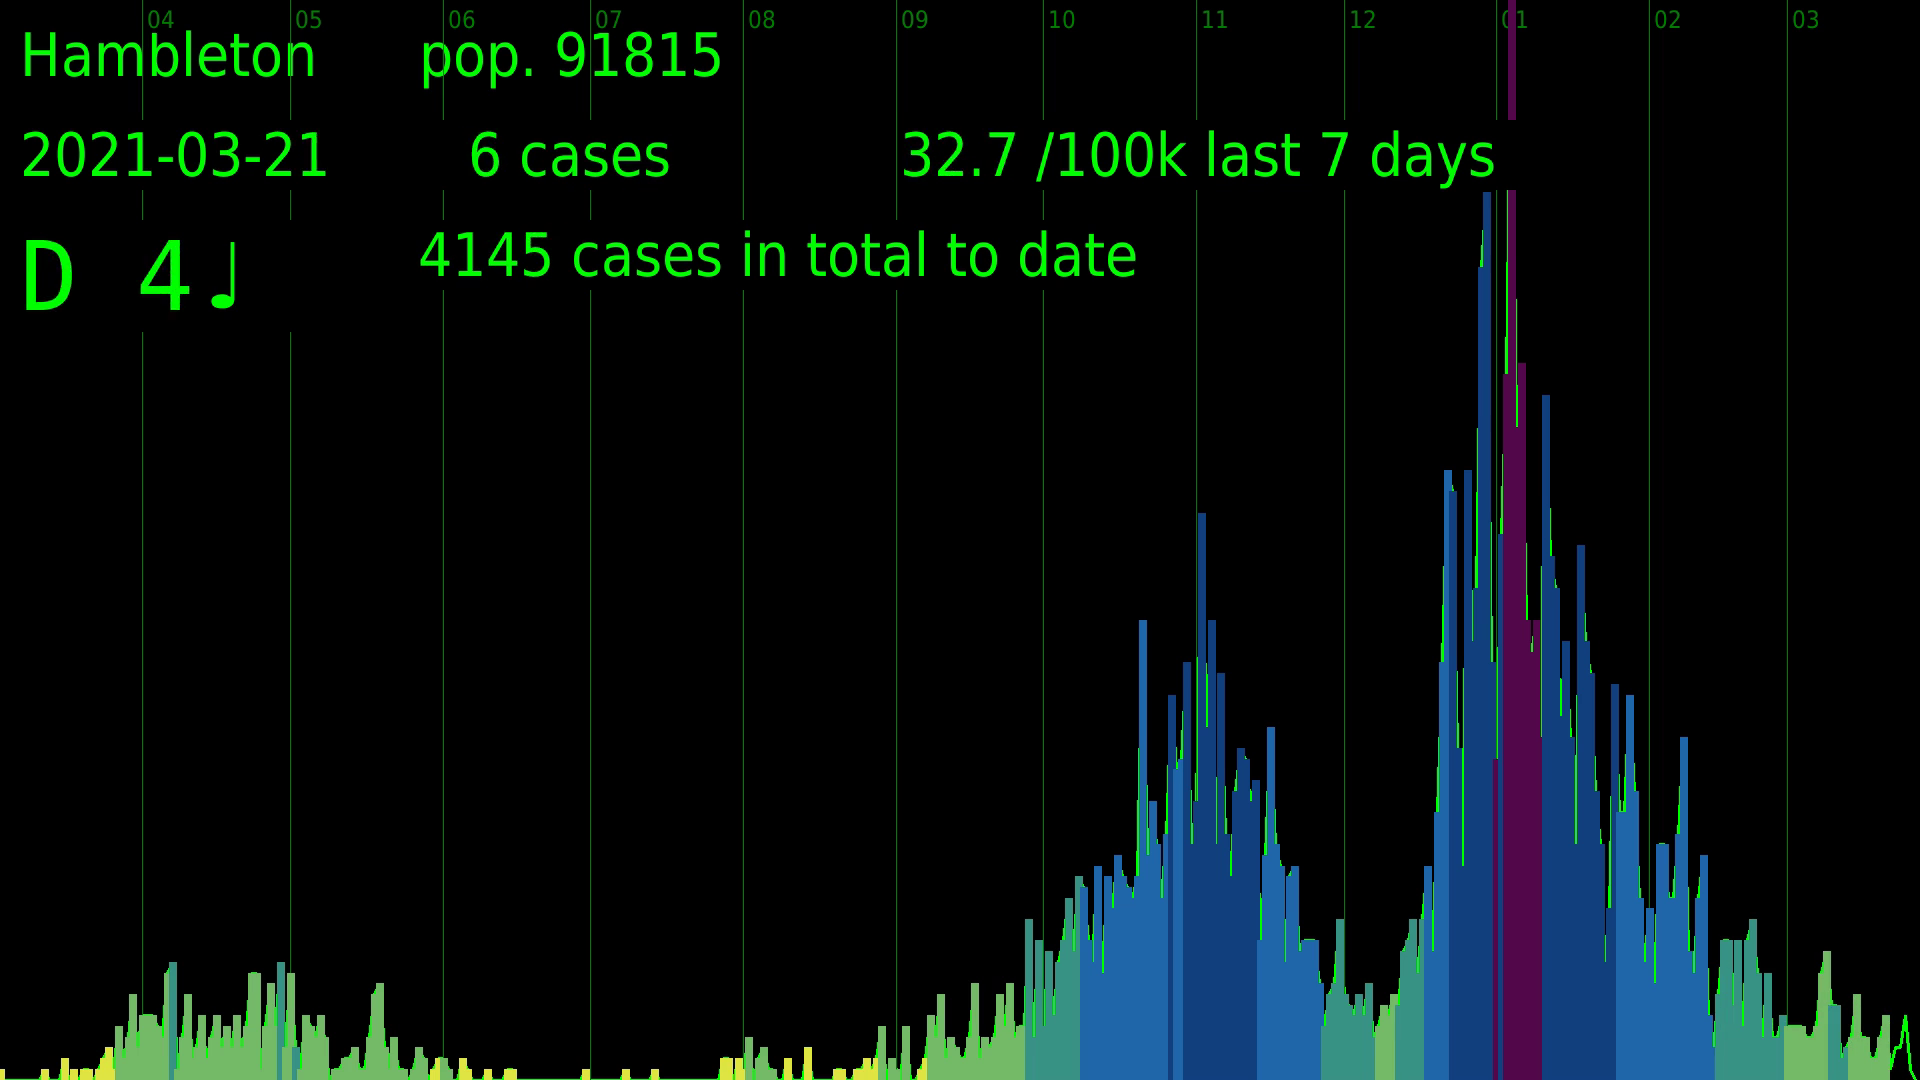 04 05 06 07 08 09 10 11 12 01 02 03
Hambleton pop. 91815
2021-03-21 6 cases 32.7 /100k last 7 days
D 4♩ 4145 cases in total to date